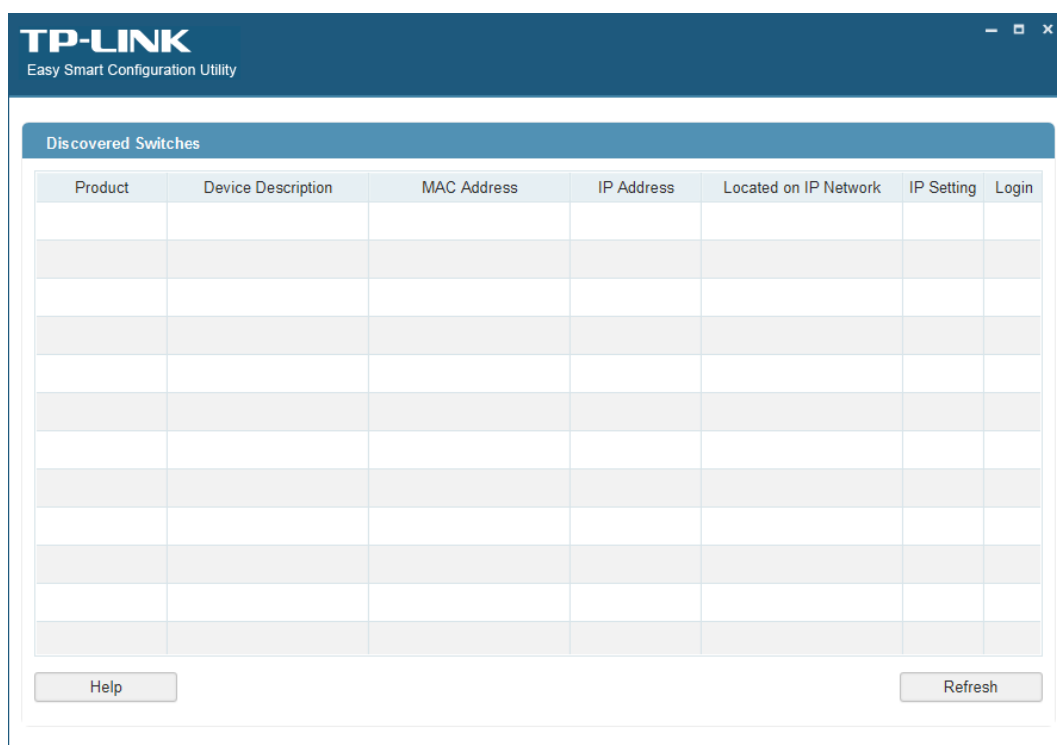 TP-LINK
Easy Smart Configuration Utility
Discovered Switches
Product Device Description MAC Address IP Address Located on IP Network IP Setting Login
Help Refresh